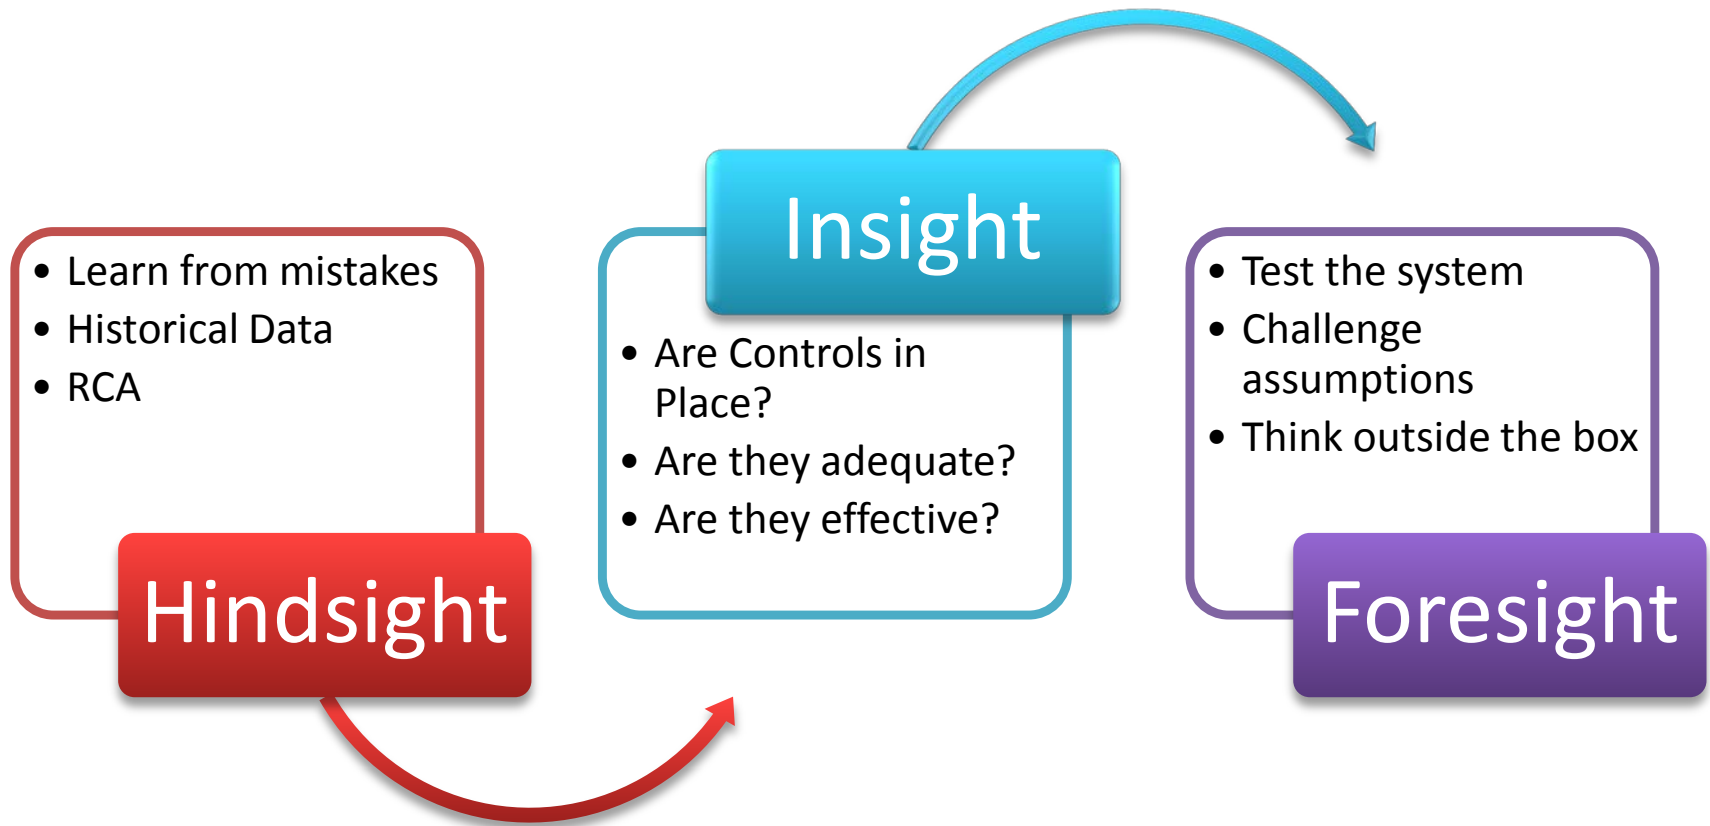 • Learn from mistakes
• Historical Data
• RCA
Hindsight
Insight
• Are Controls in
Place?
• Are they adequate?
• Are they effective?
• Test the system
• Challenge
assumptions
• Think outside the box
Foresight